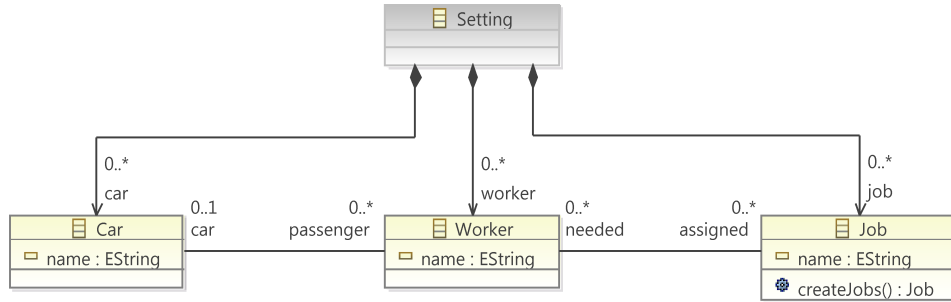 Setting
0..*
car
0..*
worker
0..*
job
0..1
car
0..*
passenger
0..*
needed
0..*
assigned
Car
name : EString
Worker
name : EString
Job
name : EString
createJobs() : Job